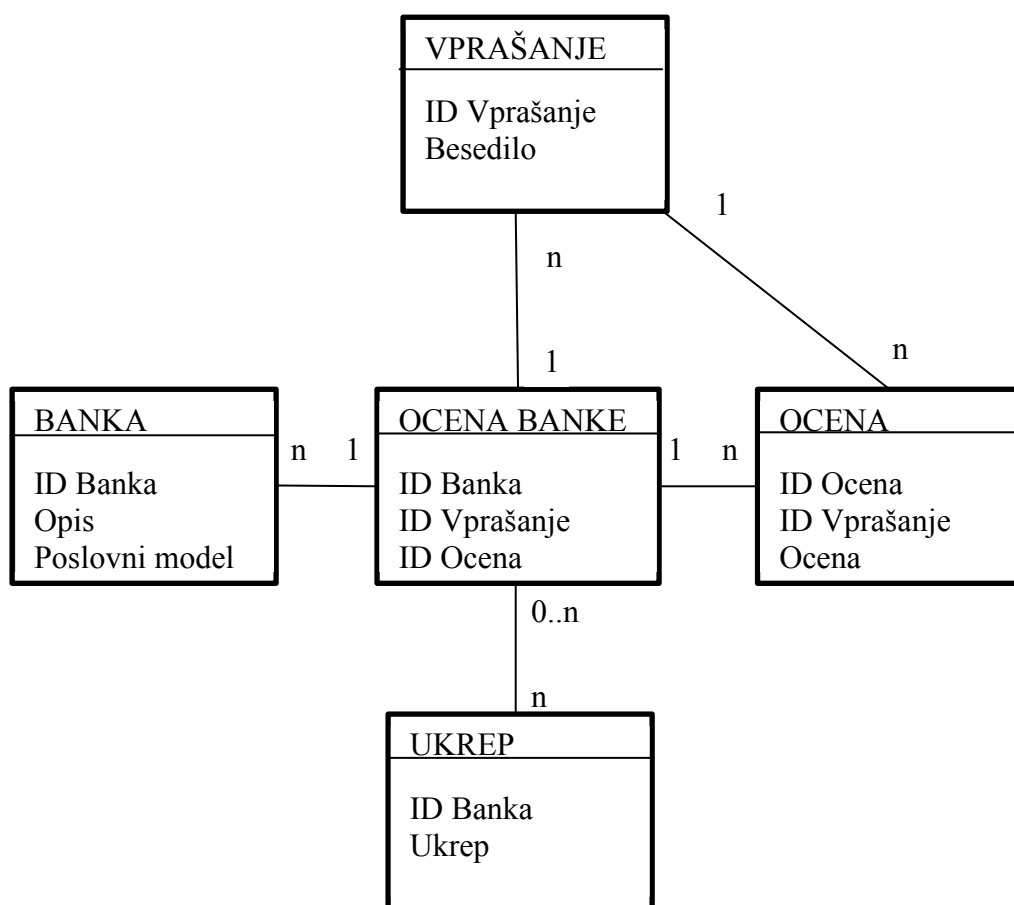 VPRAŠANJE
ID Vprašanje
Besedilo
1
n
n
1
BANKA
ID Banka
Opis
Poslovni model
n
1
OCENA BANKE
ID Banka
ID Vprašanje
ID Ocena
1
n
OCENA
ID Ocena
ID Vprašanje
Ocena
0..n
n
UKREP
ID Banka
Ukrep